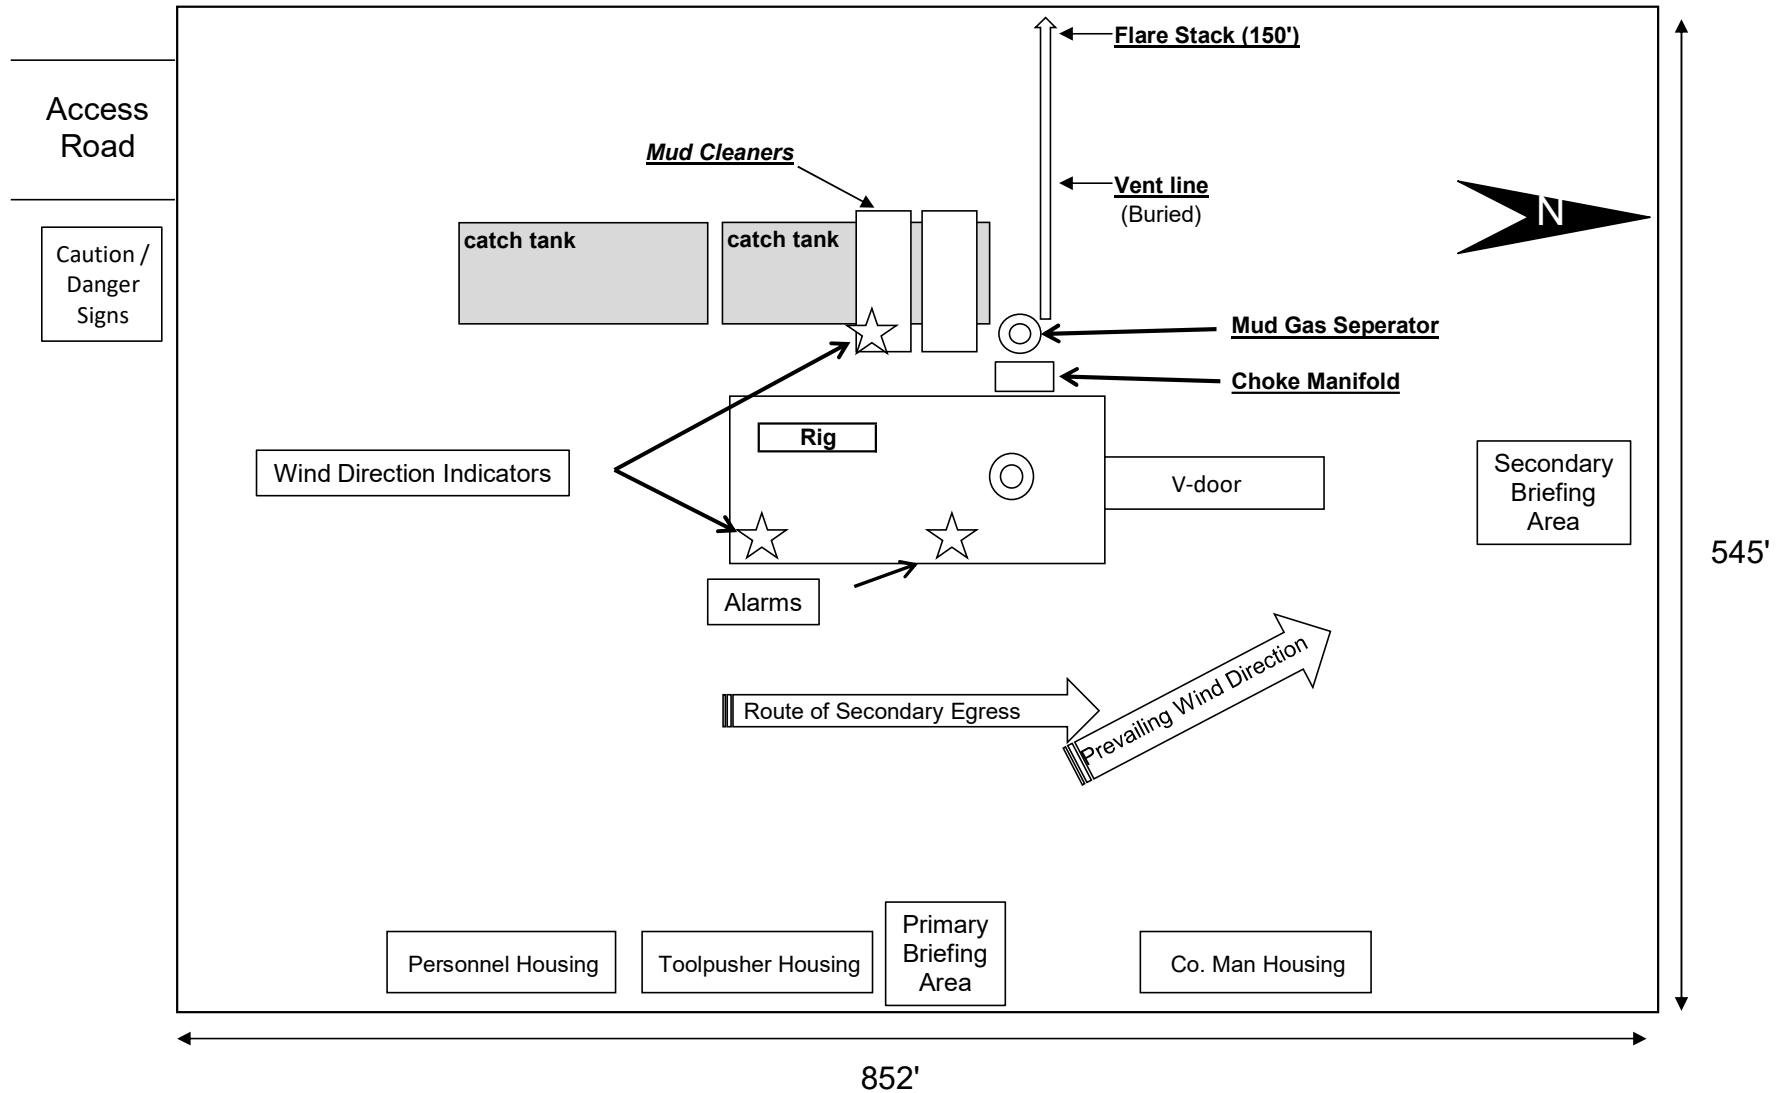 Flare Stack (150')
Access
Road
Mud Cleaners
Vent line
(Buried)
N
catch tank
catch tank
Caution /
Danger
Signs
Mud Gas Seperator
Choke Manifold
Rig
Wind Direction Indicators
V-door
Secondary
Briefing
Area
545'
Alarms
Prevailing Wind Direction
Route of Secondary Egress
Primary
Briefing
Area
Personnel Housing
Toolpusher Housing
Co. Man Housing
852'